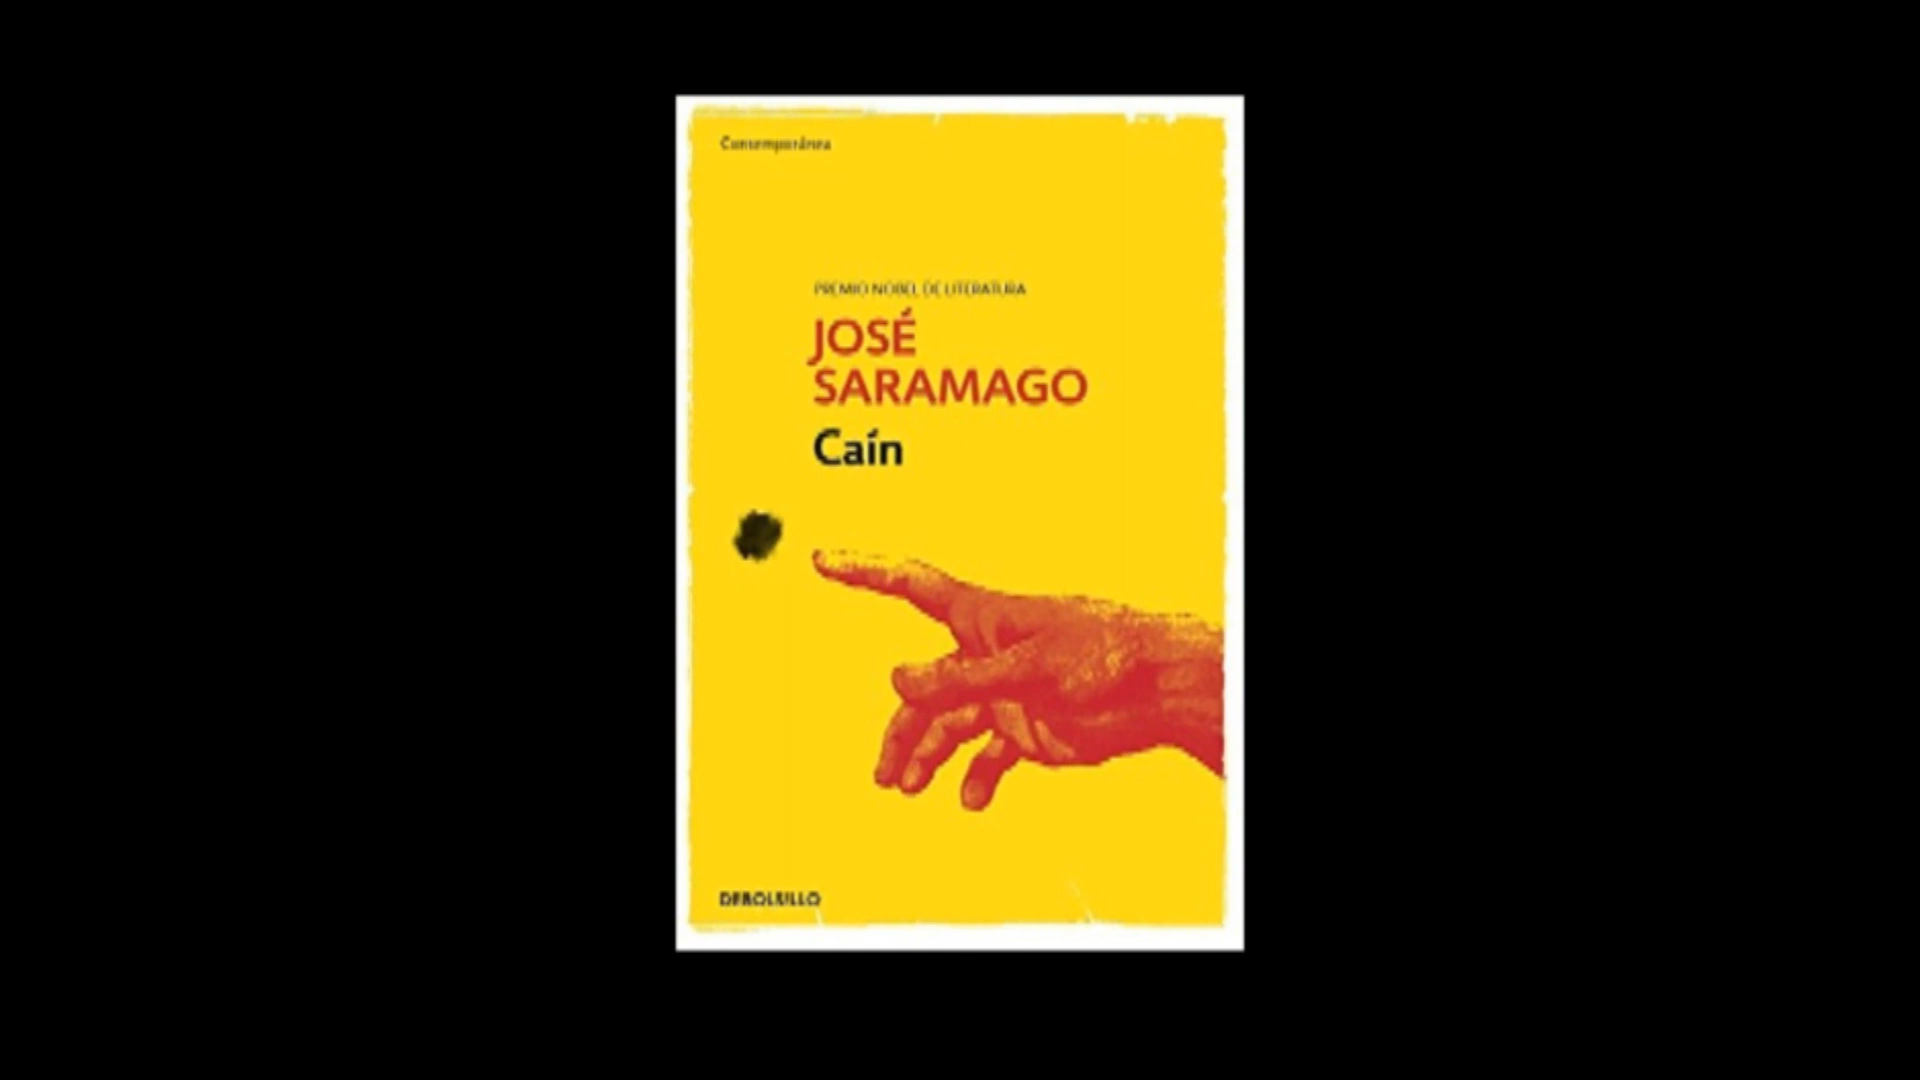 Contemporánea
PREMIO NOBEL DE LITERATURA
JOSÉ
SARAMAGO
Caín
DEBOLSILLO